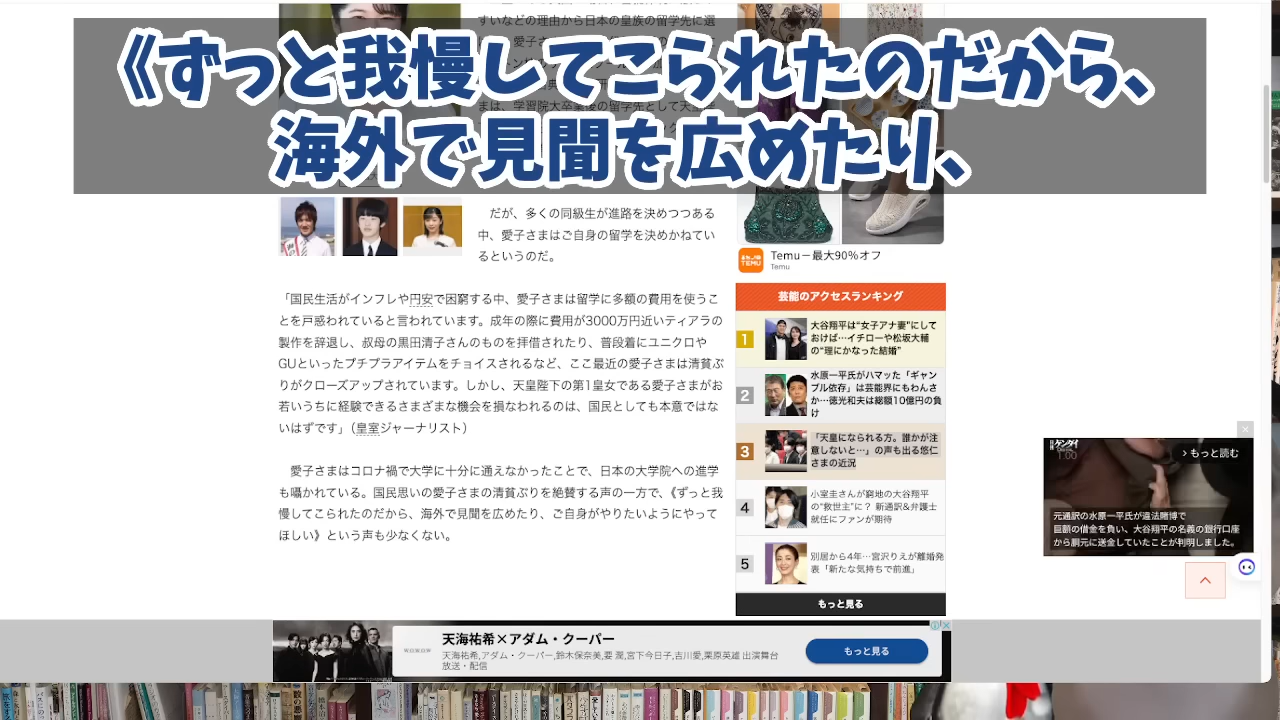 《ずっと我慢してこられたのだから、
海外で見聞を広めたり、
すいなどの理由から日本の皇族の留学先に選
だが、多くの同級生が進路を決めつつある
中、愛子さまはご自身の留学を決めかねてい
るというのだ。
「国民生活がインフレや円安で困窮する中、愛子さまは留学に多額の費用を使うこ
とを戸惑われていると言われています。成年の際に費用が3000万円近いティアラの
製作を辞退し、叔母の黒田清子さんのものを拝借されたり、普段着にユニクロや
GUといったプチプラアイテムをチョイスされるなど、ここ最近の愛子さまは清貧ぶ
りがクローズアップされています。しかし、天皇陛下の第1皇女である愛子さまがお
若いうちに経験できるさまざまな機会を損なわれるのは、国民としても本意ではな
いはずです」（皇室ジャーナリスト）
愛子さまはコロナ禍で大学に十分に通えなかったことで、日本の大学院への進学
も囁かれている。国民思いの愛子さまの清貧ぶりを絶賛する声の一方で、《ずっと我
慢してこられたのだから、海外で見聞を広めたり、ご自身がやりたいようにやって
ほしい》という声も少なくない。
Temu－最大90％オフ
Temu
芸能のアクセスランキング
1
大谷翔平は“女子アナ妻”にして
おけば…イチローや松坂大輔
の“理にかなった結婚”
2
水原一平氏がハマッた「ギャン
ブル依存」は芸能界にもわんさ
か…徳光和夫は総額10億円の負
け
3
「天皇になられる方。誰かが注
意しないと…」の声も出る悠仁
さまの近況
4
小室圭さんが窮地の大谷翔平
の“救世主”に？ 新通訳&弁護士
就任にファンが期待
5
別居から4年…宮沢りえが離婚発
表「新たな気持ちで前進」
もっと見る
› もっと読む
元通訳の水原一平氏が違法賭博で
巨額の借金を負い、大谷翔平の名義の銀行口座
から胴元に送金していたことが判明しました。
WOWOW
天海祐希×アダム・クーパー
天海祐希,アダム・クーパー,鈴木保奈美,要 潤,宮下今日子,吉川愛,栗原英雄 出演舞台
放送・配信
もっと見る